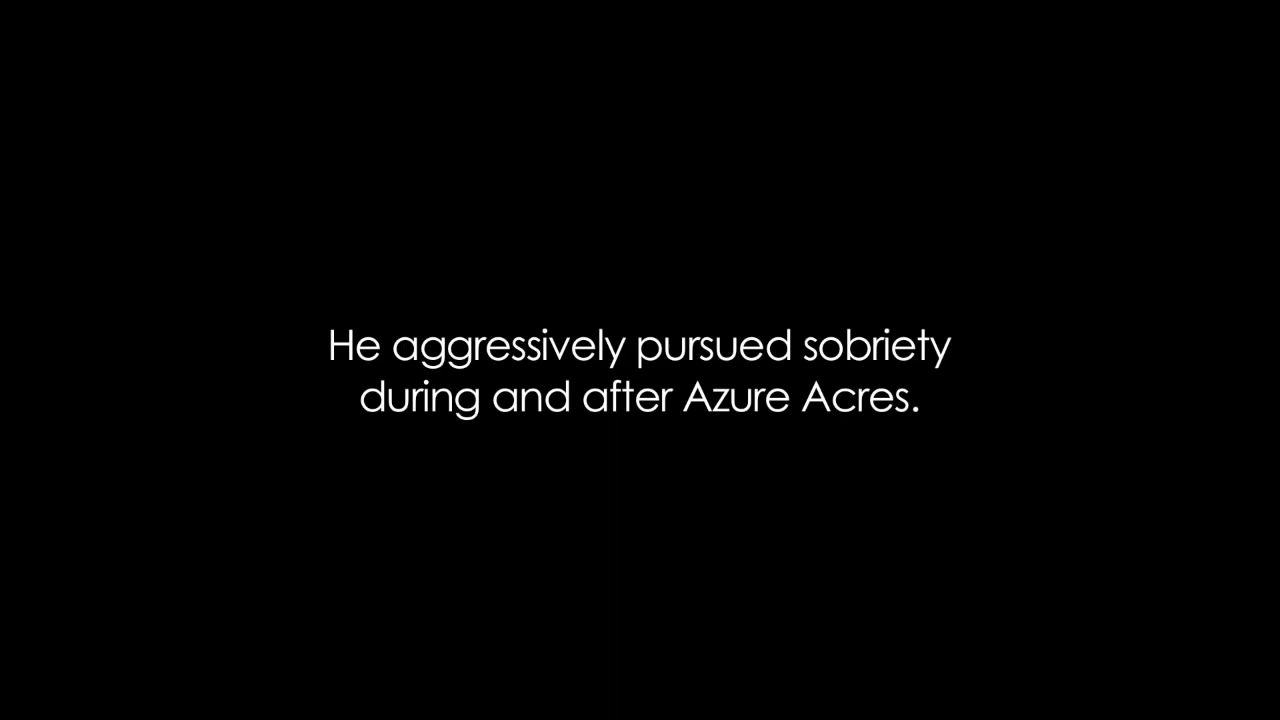 He aggressively pursued sobriety
during and after Azure Acres.